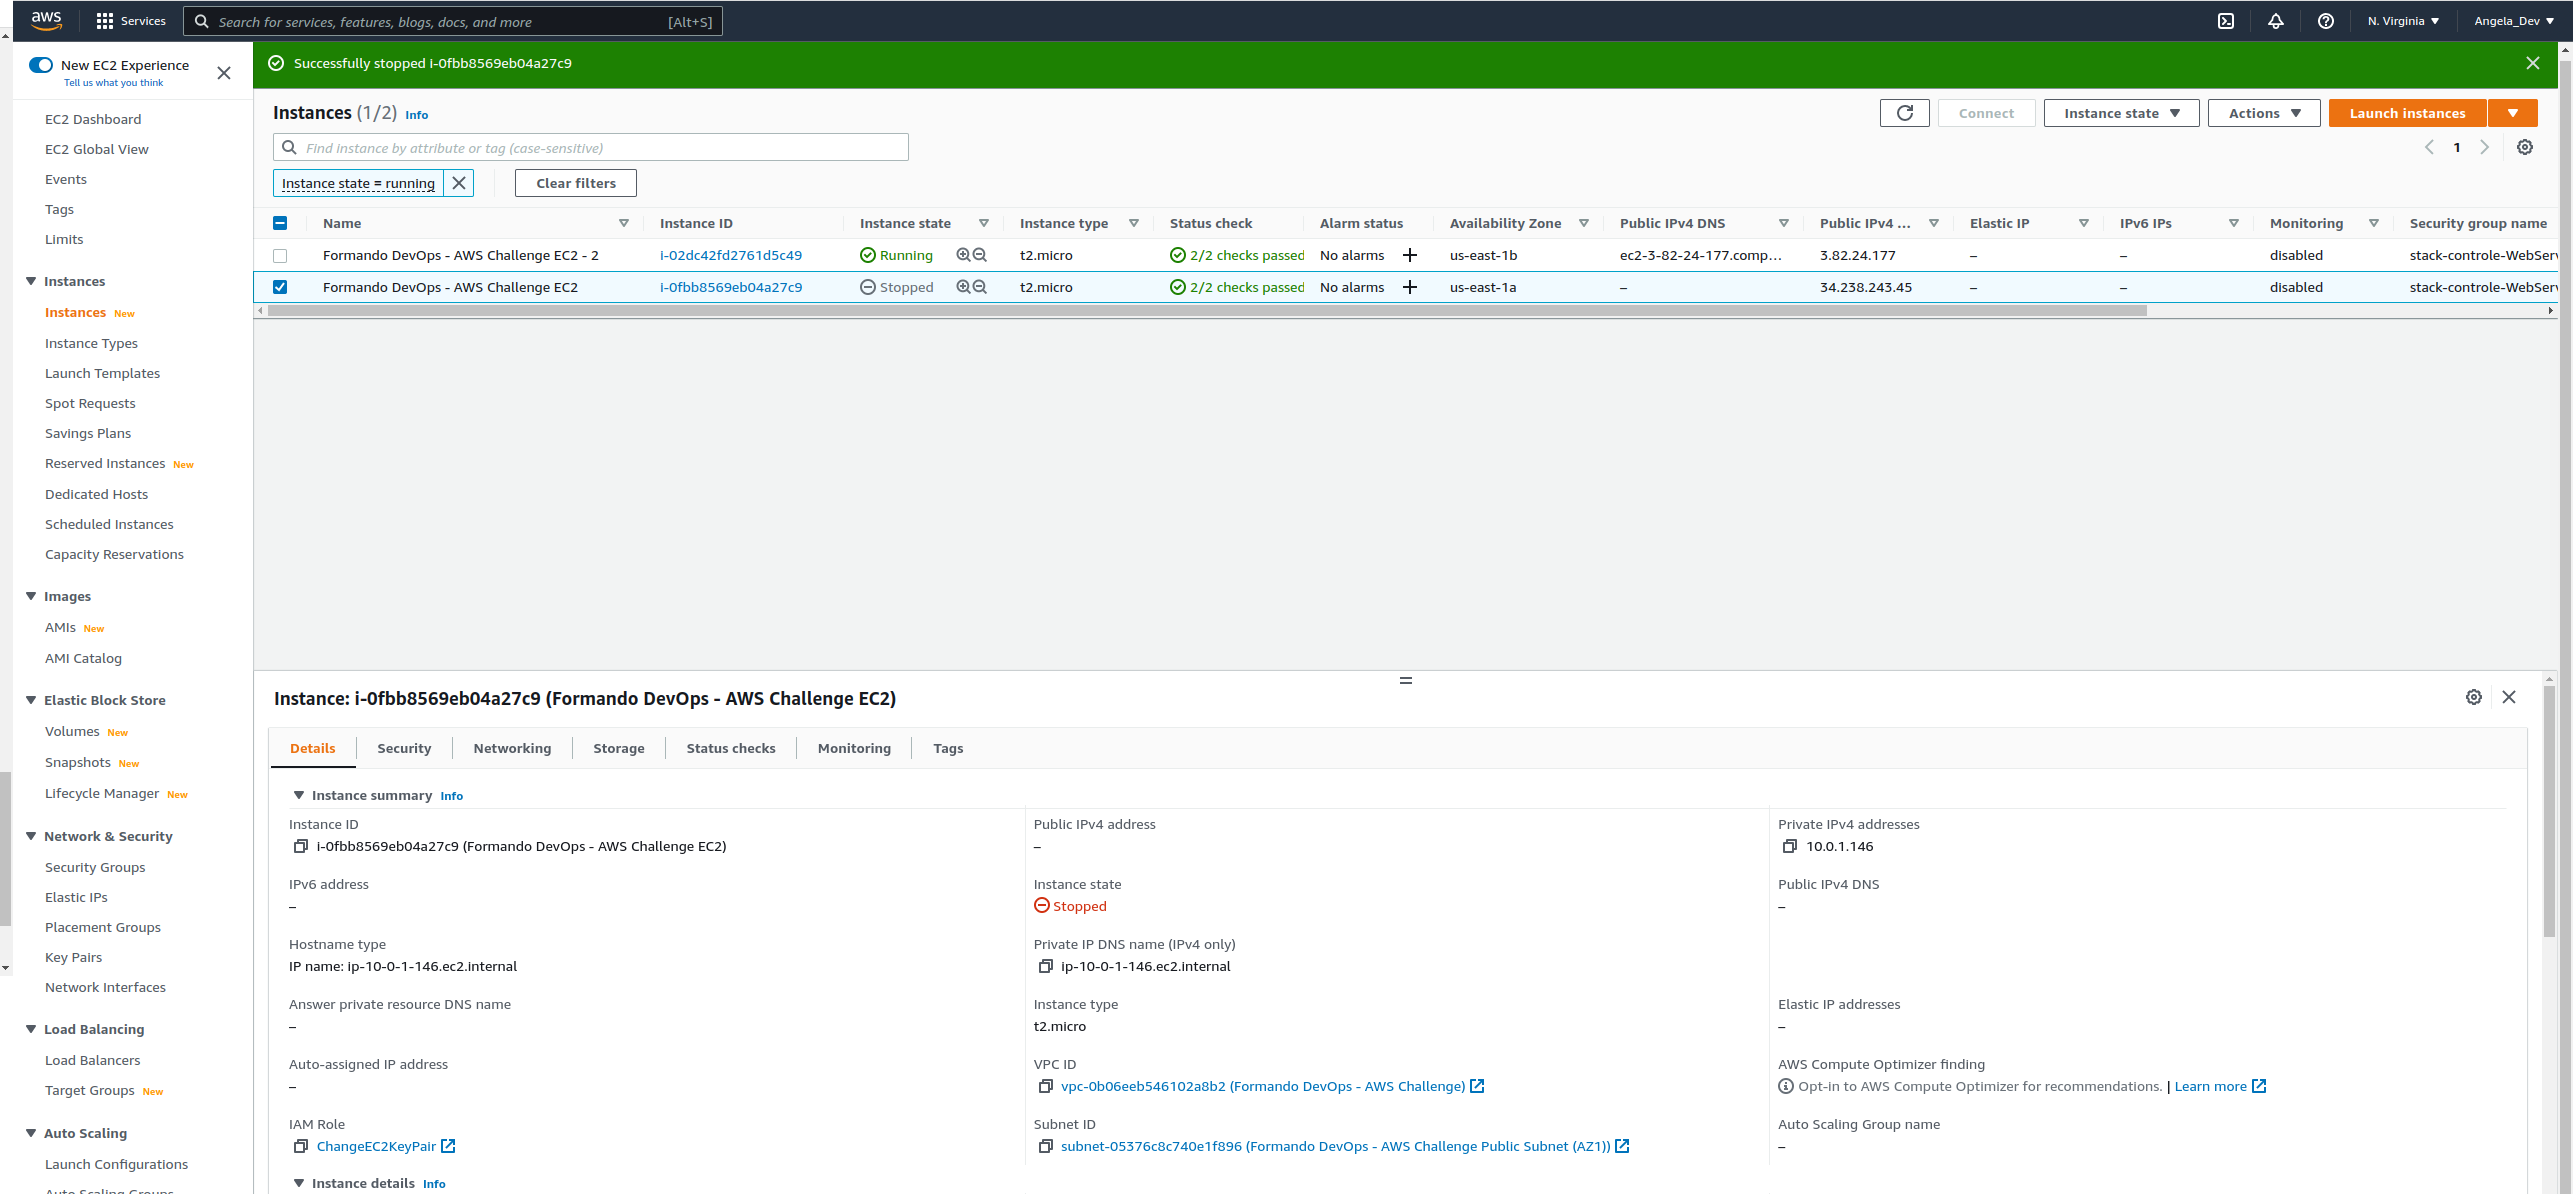 aws Services Search for services, features, blogs, docs, and more [Alt+S] N. Virginia Angela_Dev
New EC2 Experience
Tell us what you think
EC2 Dashboard
EC2 Global View
Events
Tags
Limits
Instances
Instances New
Instance Types
Launch Templates
Spot Requests
Savings Plans
Reserved Instances New
Dedicated Hosts
Scheduled Instances
Capacity Reservations
Images
AMIs New
AMI Catalog
Elastic Block Store
Volumes New
Snapshots New
Lifecycle Manager New
Network & Security
Security Groups
Elastic IPs
Placement Groups
Key Pairs
Network Interfaces
Load Balancing
Load Balancers
Target Groups New
Auto Scaling
Launch Configurations
Auto Scaling Groups
Successfully stopped i-0fbb8569eb04a27c9
Instances (1/2) Info Connect Instance state Actions Launch instances
Find instance by attribute or tag (case-sensitive) 1
Instance state = running Clear filters
Name Instance ID Instance state Instance type Status check Alarm status Availability Zone Public IPv4 DNS Public IPv4 ... Elastic IP IPv6 IPs Monitoring Security group name
Formando DevOps - AWS Challenge EC2 - 2 i-02dc42fd2761d5c49 Running t2.micro 2/2 checks passed No alarms us-east-1b ec2-3-82-24-177.comp... 3.82.24.177 – – disabled stack-controle-WebServ
Formando DevOps - AWS Challenge EC2 i-0fbb8569eb04a27c9 Stopped t2.micro 2/2 checks passed No alarms us-east-1a – 34.238.243.45 – – disabled stack-controle-WebServ
Instance: i-0fbb8569eb04a27c9 (Formando DevOps - AWS Challenge EC2)
Details Security Networking Storage Status checks Monitoring Tags
Instance summary Info
Instance ID Public IPv4 address Private IPv4 addresses
i-0fbb8569eb04a27c9 (Formando DevOps - AWS Challenge EC2) – 10.0.1.146
IPv6 address Instance state Public IPv4 DNS
– Stopped –
Hostname type Private IP DNS name (IPv4 only)
IP name: ip-10-0-1-146.ec2.internal ip-10-0-1-146.ec2.internal
Answer private resource DNS name Instance type Elastic IP addresses
– t2.micro –
Auto-assigned IP address VPC ID AWS Compute Optimizer finding
– vpc-0b06eeb546102a8b2 (Formando DevOps - AWS Challenge) Opt-in to AWS Compute Optimizer for recommendations. | Learn more
IAM Role Subnet ID Auto Scaling Group name
ChangeEC2KeyPair subnet-05376c8c740e1f896 (Formando DevOps - AWS Challenge Public Subnet (AZ1)) –
Instance details Info